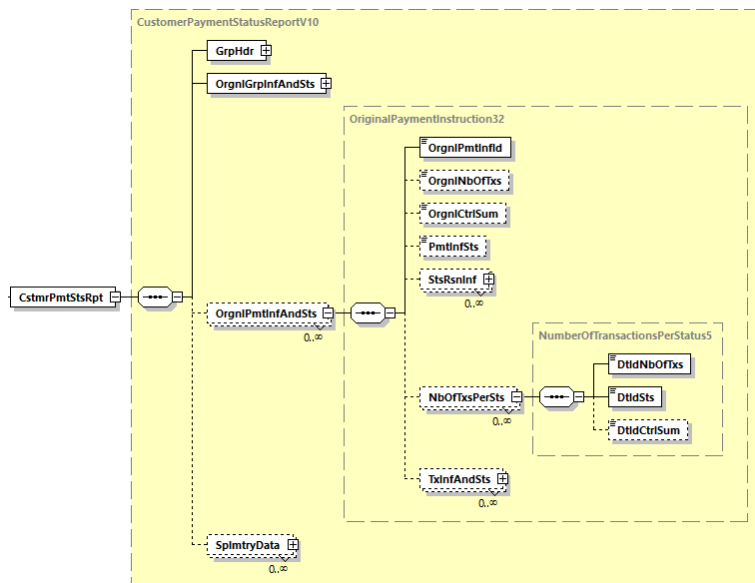 CustomerPaymentStatusReportV10
GrpHdr
OrgnlGrpInfAndSts
OriginalPaymentInstruction32
OrgnlPmtInfId
OrgnlNbOfTxs
OrgnlCtrlSum
PmtInfSts
CstmrPmtStsRpt
StsRsnInf
0..∞
OrgnlPmtInfAndSts
0..∞
NumberOfTransactionsPerStatus5
DtldNbOfTxs
NbOfTxsPerSts
0..∞
DtldSts
DtldCtrlSum
TxInfAndSts
0..∞
SplmtryData
0..∞